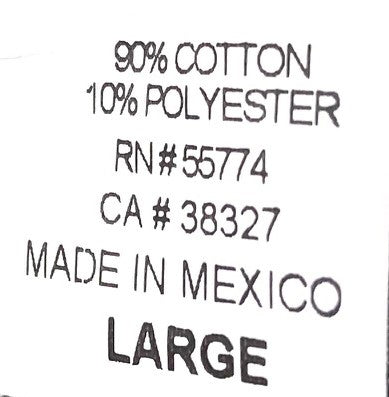 90% COTTON
10% POLYESTER
RN# 55774
CA # 38327
MADE IN MEXICO
LARGE